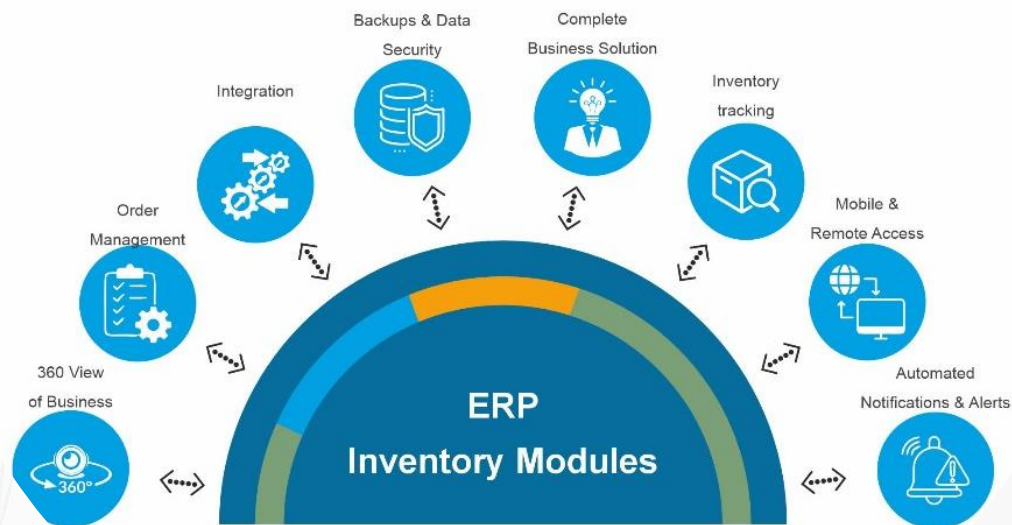 Backups & Data
Security
Complete
Business Solution
Integration
Inventory
tracking
Order
Management
Mobile &
Remote Access
360 View
of Business
360°
Automated
Notifications & Alerts
ERP
Inventory Modules